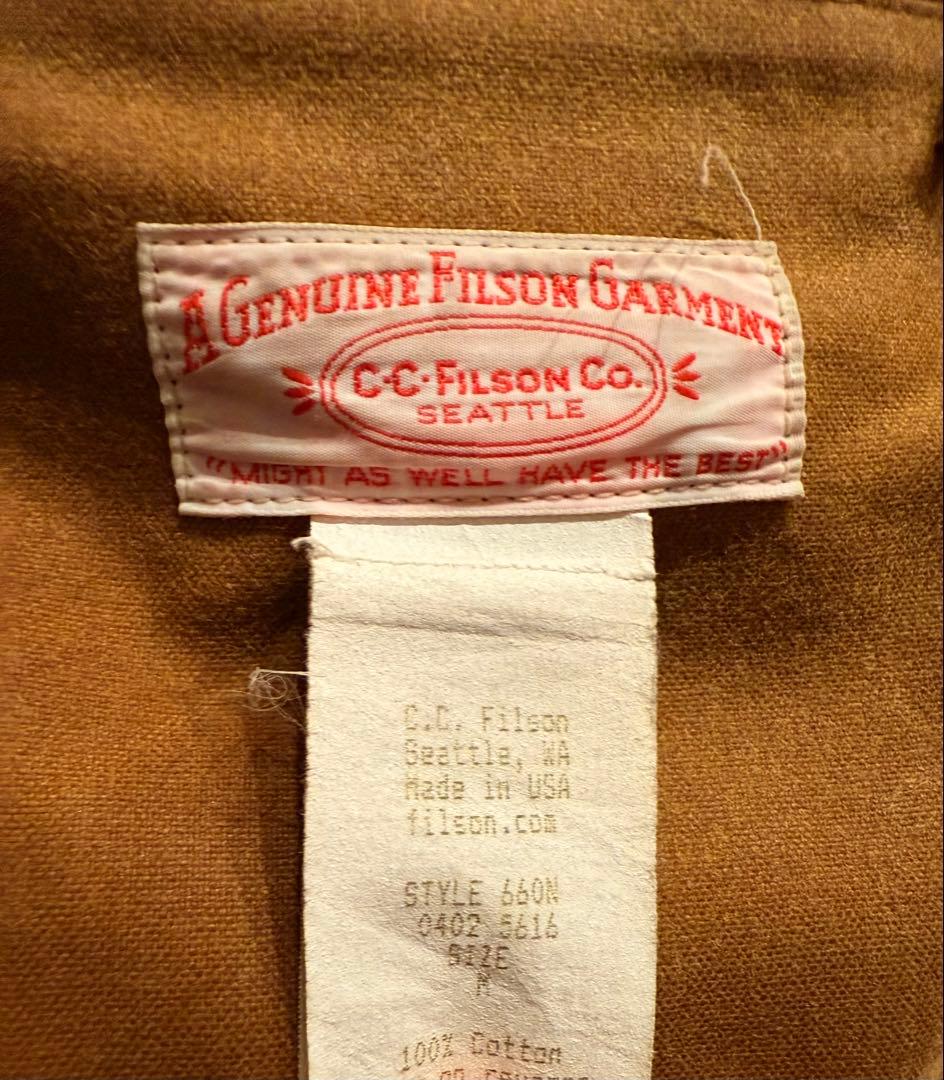 A GENUINE FILSON GARMENT
C·C·FILSON CO.
SEATTLE
"MIGHT AS WELL HAVE THE BEST"
C.C. Filson
Seattle, WA
Made in USA
filson.com
STYLE 660N
0402 5616
SIZE
M
100% Cotton